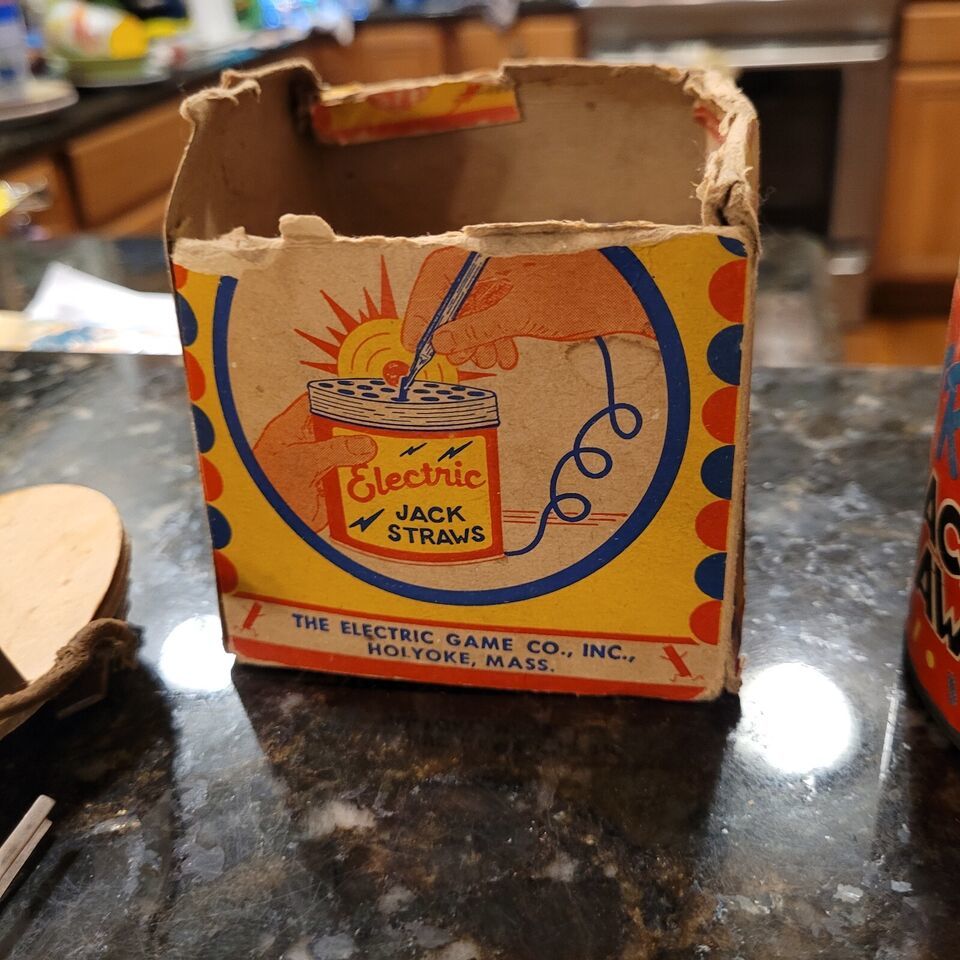 Electric
JACK
STRAWS
THE ELECTRIC GAME CO., INC.,
HOLYOKE, MASS.